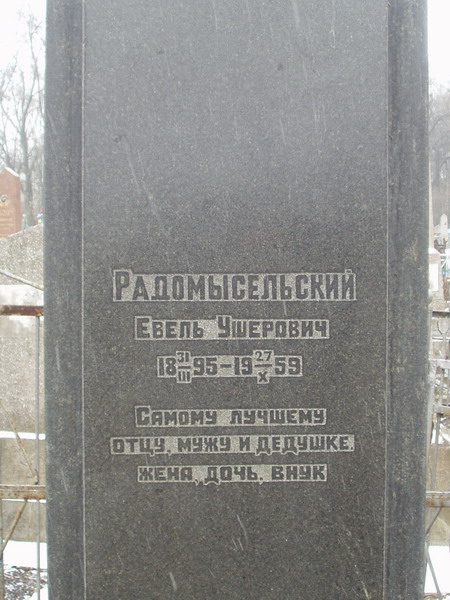 Радомысельский
Евель Ушерович
18 31/III 95-19 27/X 59
Самому лучшему
отцу, мужу и дедушке.
жена, дочь. внук